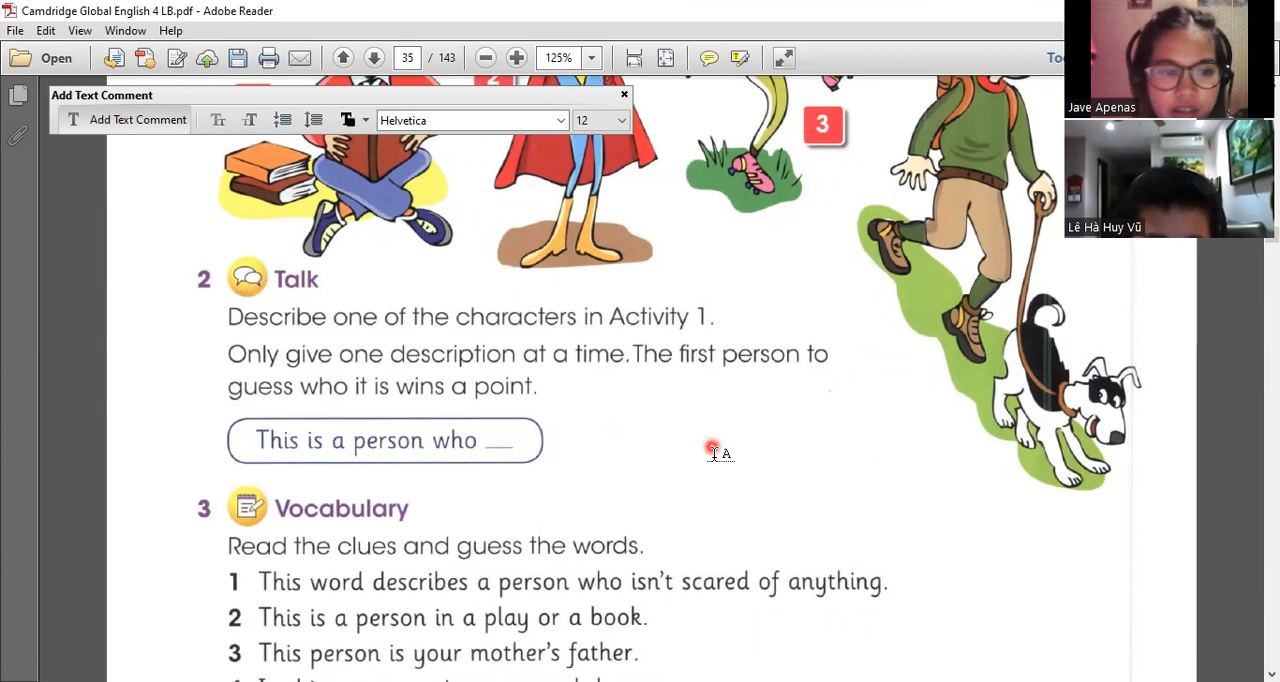 Camdridge Global English 4 LB.pdf - Adobe Reader
File Edit View Window Help
Open 35 / 143 125%
Add Text Comment
Add Text Comment Helvetica 12
Jave Apenas
Lê Hà Huy Vũ
2
3
2 Talk
Describe one of the characters in Activity 1.
Only give one description at a time. The first person to
guess who it is wins a point.
This is a person who __
3 Vocabulary
Read the clues and guess the words.
1 This word describes a person who isn't scared of anything.
2 This is a person in a play or a book.
3 This person is your mother's father.